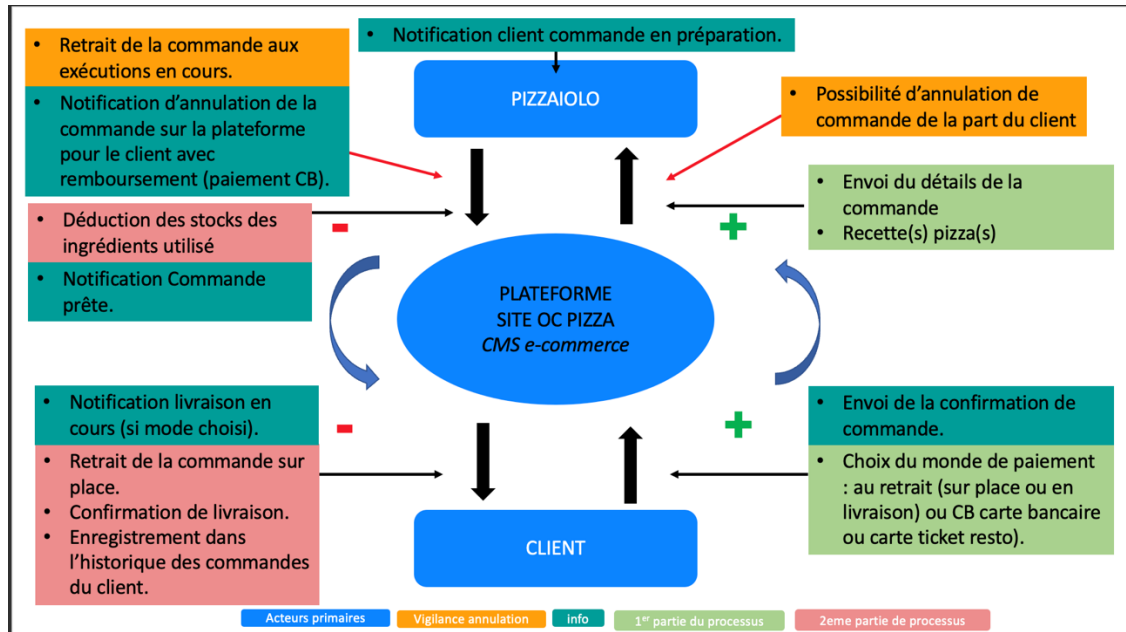 • Notification client commande en préparation.
• Retrait de la commande aux
exécutions en cours.
• Notification d'annulation de la
commande sur la plateforme
pour le client avec
remboursement (paiement CB).
PIZZAIOLO
• Possibilité d'annulation de
commande de la part du client
• Déduction des stocks des
ingrédients utilisé
• Notification Commande
prête.
-
• Envoi du détails de la
commande
• Recette(s) pizza(s)
+
PLATEFORME
SITE OC PIZZA
CMS e-commerce
• Notification livraison en
cours (si mode choisi).
• Retrait de la commande sur
place.
• Confirmation de livraison.
• Enregistrement dans
l'historique des commandes
du client.
-
+
• Envoi de la confirmation de
commande.
• Choix du monde de paiement
: au retrait (sur place ou en
livraison) ou CB carte bancaire
ou carte ticket resto).
CLIENT
Acteurs primaires
Vigilance annulation
info
1er partie du processus
2eme partie de processus